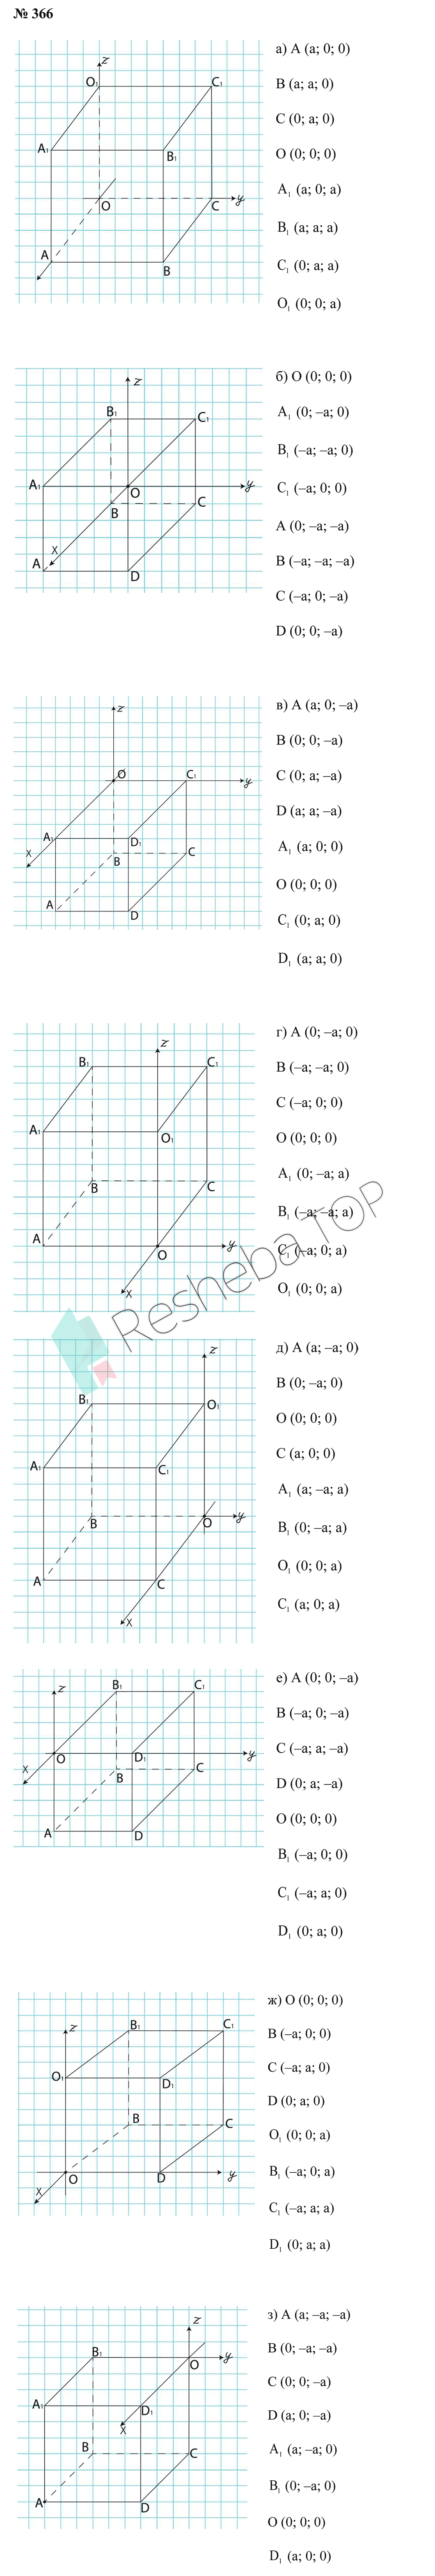 № 366
z
O₁
C₁
A₁
B₁
O
C
y
A
B
а) A (a; 0; 0)
B (a; a; 0)
C (0; a; 0)
O (0; 0; 0)
A₁ (a; 0; a)
B₁ (a; a; a)
C₁ (0; a; a)
O₁ (0; 0; a)
z
B₁
C₁
A₁
O
y
B
C
x
A
D
б) O (0; 0; 0)
A₁ (0; –a; 0)
B₁ (–a; –a; 0)
C₁ (–a; 0; 0)
A (0; –a; –a)
B (–a; –a; –a)
C (–a; 0; –a)
D (0; 0; –a)
z
O
C₁
y
A₁
D₁
x
B
C
A
D
в) A (a; 0; –a)
B (0; 0; –a)
C (0; a; –a)
D (a; a; –a)
A₁ (a; 0; 0)
O (0; 0; 0)
C₁ (0; a; 0)
D₁ (a; a; 0)
z
B₁
C₁
A₁
O₁
B
C
A
y
O
x
г) A (0; –a; 0)
B (–a; –a; 0)
C (–a; 0; 0)
O (0; 0; 0)
A₁ (0; –a; a)
B₁ (–a; –a; a)
C₁ (–a; 0; a)
O₁ (0; 0; a)
Resheba TOP
z
B₁
O₁
A₁
C₁
B
O
y
A
C
x
д) A (a; –a; 0)
B (0; –a; 0)
O (0; 0; 0)
C (a; 0; 0)
A₁ (a; –a; a)
B₁ (0; –a; a)
O₁ (0; 0; a)
C₁ (a; 0; a)
z
B₁
C₁
O
D₁
y
x
B
C
A
D
е) A (0; 0; –a)
B (–a; 0; –a)
C (–a; a; –a)
D (0; a; –a)
O (0; 0; 0)
B₁ (–a; 0; 0)
C₁ (–a; a; 0)
D₁ (0; a; 0)
z
B₁
C₁
O₁
D₁
B
C
x
O
D
y
ж) O (0; 0; 0)
B (–a; 0; 0)
C (–a; a; 0)
D (0; a; 0)
O₁ (0; 0; a)
B₁ (–a; 0; a)
C₁ (–a; a; a)
D₁ (0; a; a)
z
B₁
O
y
A₁
D₁
x
B
C
A
D
з) A (a; –a; –a)
B (0; –a; –a)
C (0; 0; –a)
D (a; 0; –a)
A₁ (a; –a; 0)
B₁ (0; –a; 0)
O (0; 0; 0)
D₁ (a; 0; 0)